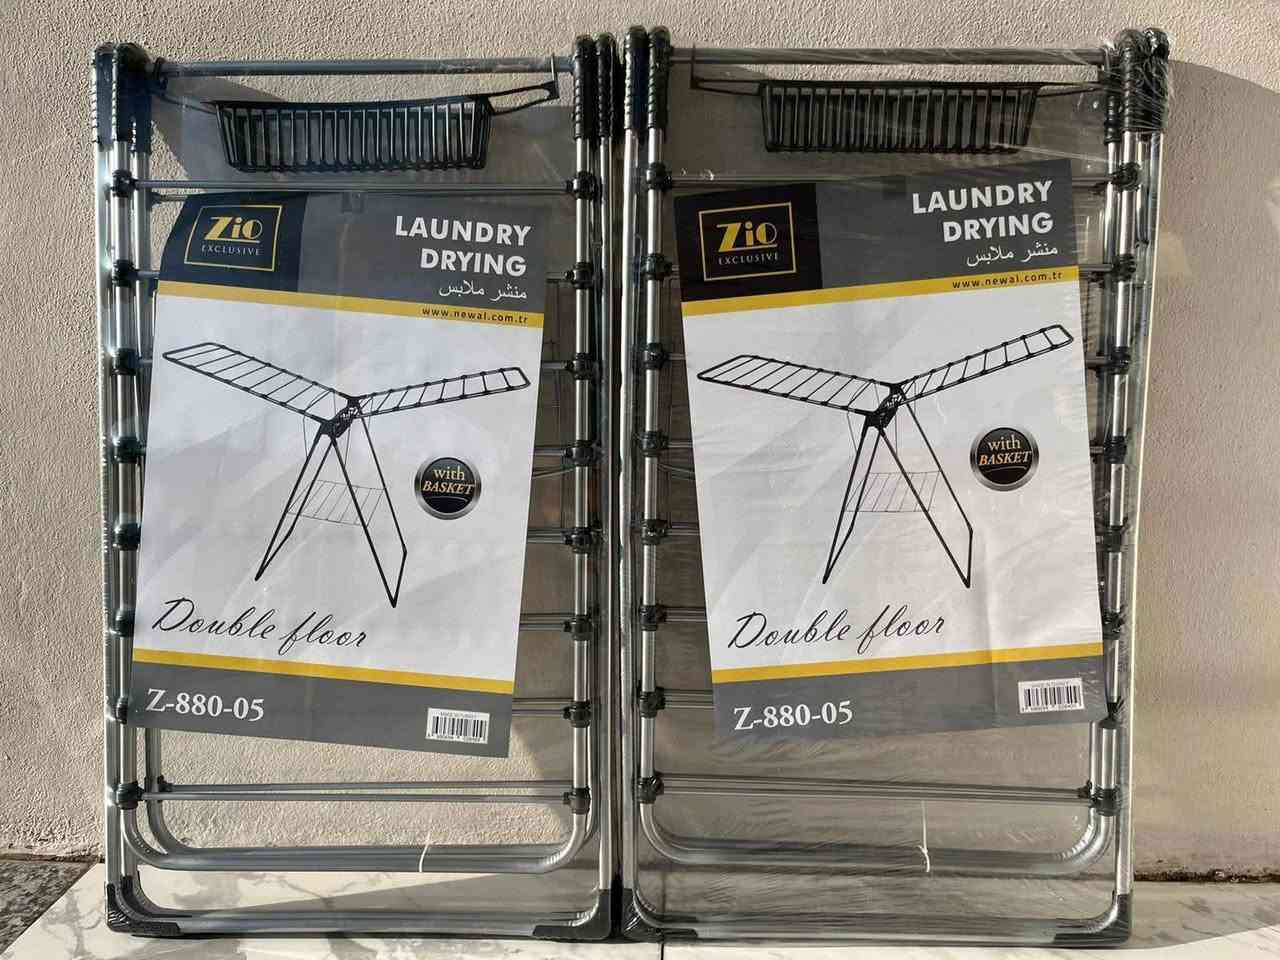 Zio
EXCLUSIVE
LAUNDRY
DRYING
منشر ملابس
www.newal.com.tr
with
BASKET
Double floor
Z-880-05
Zio
EXCLUSIVE
LAUNDRY
DRYING
منشر ملابس
www.newal.com.tr
with
BASKET
Double floor
Z-880-05